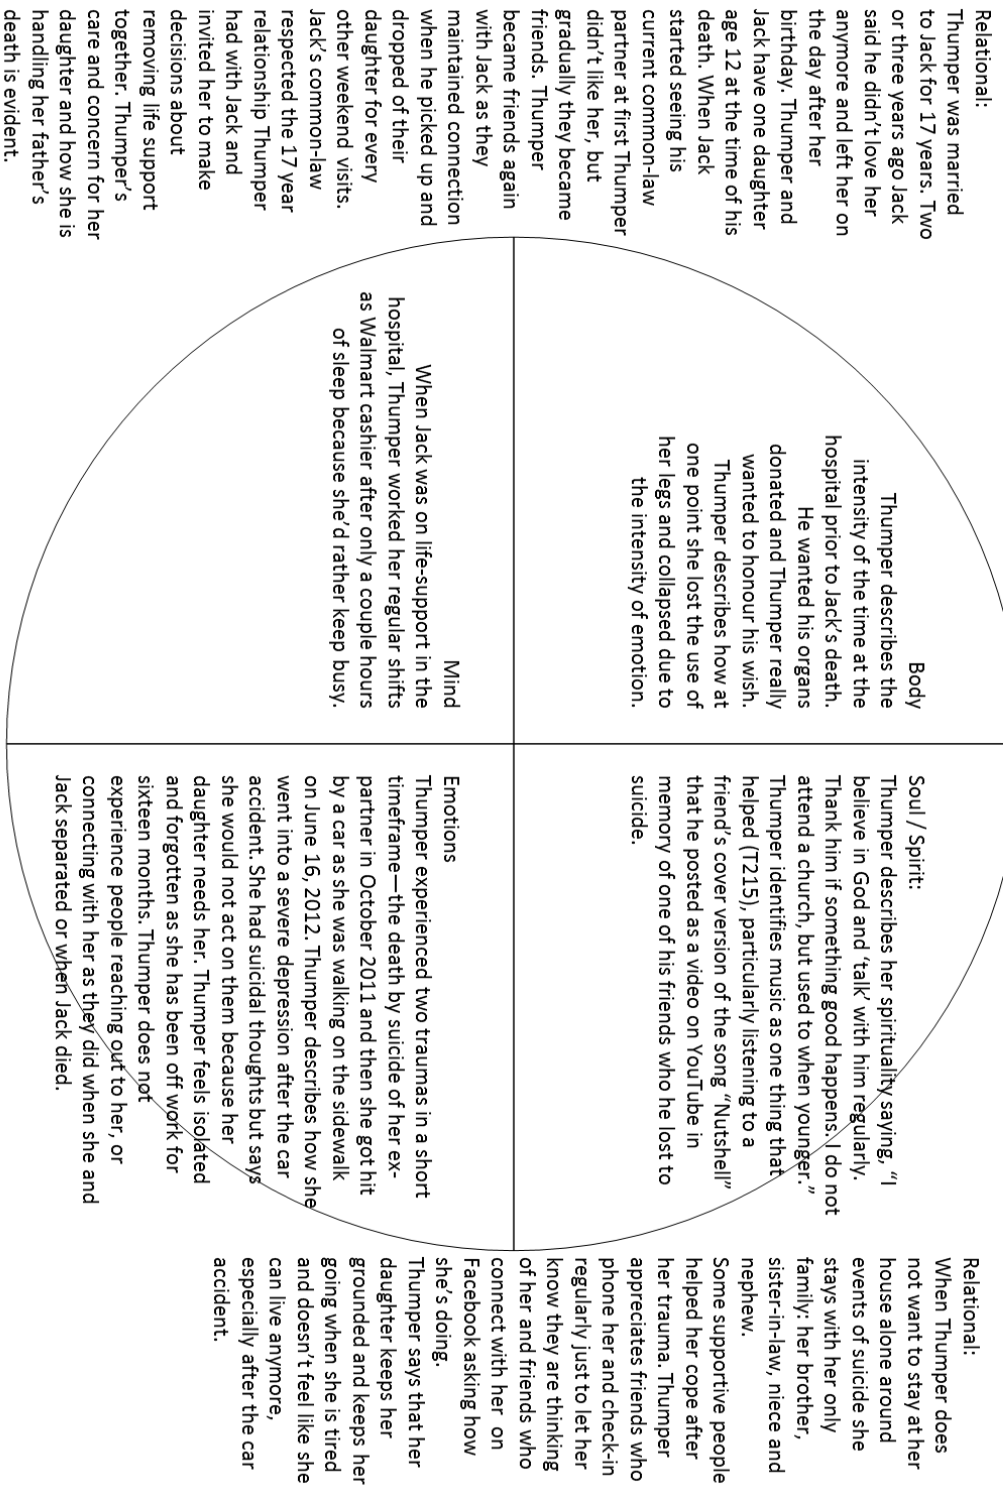 Relational:
Thumper was married
to Jack for 17 years. Two
or three years ago Jack
said he didn't love her
anymore and left her on
the day after her
birthday. Thumper and
Jack have one daughter
age 12 at the time of his
death. When Jack
started seeing his
current common-law
partner at first Thumper
didn't like her, but
gradually they became
friends. Thumper
became friends again
with Jack as they
maintained connection
when he picked up and
dropped of their
daughter for every
other weekend visits.
Jack's common-law
respected the 17 year
relationship Thumper
had with Jack and
invited her to make
decisions about
removing life support
together. Thumper's
care and concern for her
daughter and how she is
handling her father's
death is evident.
Body
Thumper describes the
intensity of the time at the
hospital prior to Jack's death.
He wanted his organs
donated and Thumper really
wanted to honour his wish.
Thumper describes how at
one point she lost the use of
her legs and collapsed due to
the intensity of emotion.
Mind
When Jack was on life-support in the
hospital, Thumper worked her regular shifts
as Walmart cashier after only a couple hours
of sleep because she'd rather keep busy.
Soul / Spirit:
Thumper describes her spirituality saying, "I
believe in God and 'talk' with him regularly.
Thank him if something good happens. I do not
attend a church, but used to when younger."
Thumper identifies music as one thing that
helped (T215), particularly listening to a
friend's cover version of the song "Nutshell"
that he posted as a video on YouTube in
memory of one of his friends who he lost to
suicide.
Emotions
Thumper experienced two traumas in a short
timeframe—the death by suicide of her ex-
partner in October 2011 and then she got hit
by a car as she was walking on the sidewalk
on June 16, 2012. Thumper describes how she
went into a severe depression after the car
accident. She had suicidal thoughts but says
she would not act on them because her
daughter needs her. Thumper feels isolated
and forgotten as she has been off work for
sixteen months. Thumper does not
experience people reaching out to her, or
connecting with her as they did when she and
Jack separated or when Jack died.
Relational:
When Thumper does
not want to stay at her
house alone around
events of suicide she
stays with her only
family: her brother,
sister-in-law, niece and
nephew.
Some supportive people
helped her cope after
her trauma. Thumper
appreciates friends who
phone her and check-in
regularly just to let her
know they are thinking
of her and friends who
connect with her on
Facebook asking how
she's doing.
Thumper says that her
daughter keeps her
grounded and keeps her
going when she is tired
and doesn't feel like she
can live anymore,
especially after the car
accident.